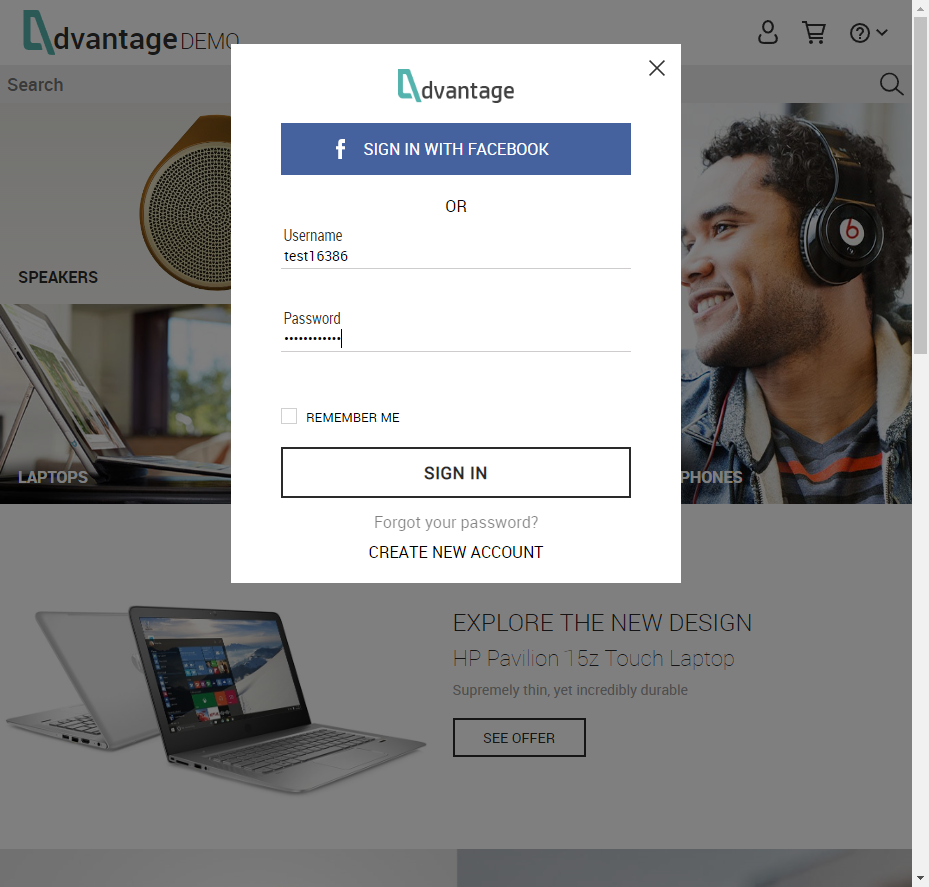 dvantage DEMO
Search
dvantage
SIGN IN WITH FACEBOOK
OR
Username
test16386
Password
••••••••••••
REMEMBER ME
SIGN IN
Forgot your password?
CREATE NEW ACCOUNT
SPEAKERS
LAPTOPS
PHONES
EXPLORE THE NEW DESIGN
HP Pavilion 15z Touch Laptop
Supremely thin, yet incredibly durable
SEE OFFER